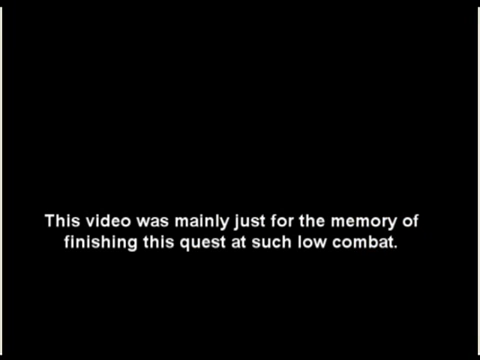 This video was mainly just for the memory of
finishing this quest at such low combat.